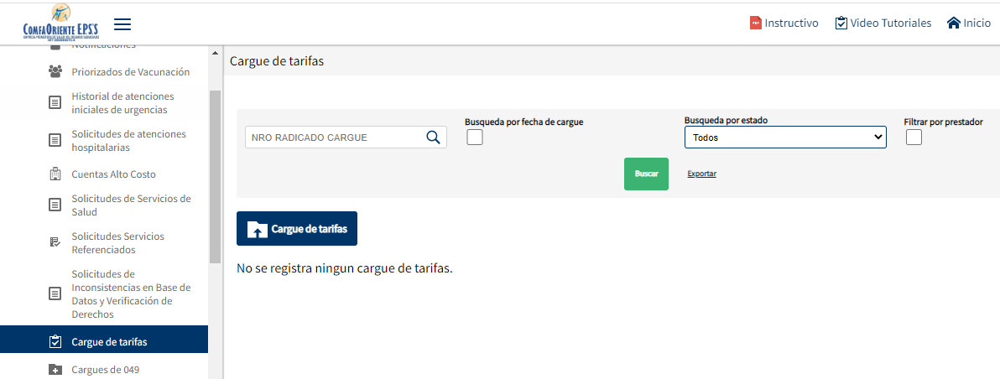 COMFAORIENTE EPS'S
Instructivo
Video Tutoriales
Inicio
Notificaciones
Priorizados de Vacunación
Historial de atenciones
iniciales de urgencias
Solicitudes de atenciones
hospitalarias
Cuentas Alto Costo
Solicitudes de Servicios de
Salud
Solicitudes Servicios
Referenciados
Solicitudes de
Inconsistencias en Base de
Datos y Verificación de
Derechos
Cargue de tarifas
Cargues de 049
Cargue de tarifas
NRO RADICADO CARGUE
Busqueda por fecha de cargue
Busqueda por estado
Todos
Filtrar por prestador
Buscar
Exportar
Cargue de tarifas
No se registra ningun cargue de tarifas.